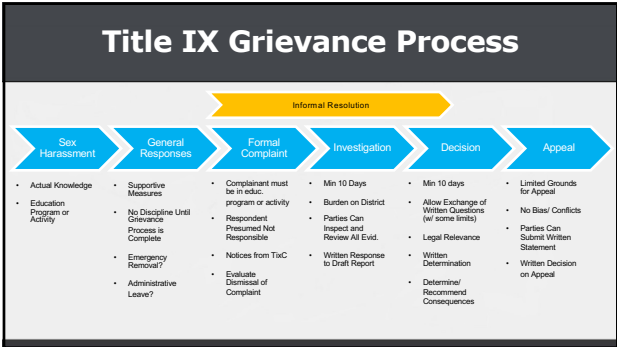 Title IX Grievance Process
Informal Resolution
Sex
Harassment
General
Responses
Formal
Complaint
Investigation
Decision
Appeal
• Actual Knowledge
• Education
Program or
Activity
• Supportive
Measures
• No Discipline Until
Grievance
Process is
Complete
• Emergency
Removal?
• Administrative
Leave?
• Complainant must
be in educ.
program or activity
• Respondent
Presumed Not
Responsible
• Notices from TixC
• Evaluate
Dismissal of
Complaint
• Min 10 Days
• Burden on District
• Parties Can
Inspect and
Review All Evid.
• Written Response
to Draft Report
• Min 10 days
• Allow Exchange of
Written Questions
(w/ some limits)
• Legal Relevance
• Written
Determination
• Determine/
Recommend
Consequences
• Limited Grounds
for Appeal
• No Bias/ Conflicts
• Parties Can
Submit Written
Statement
• Written Decision
on Appeal